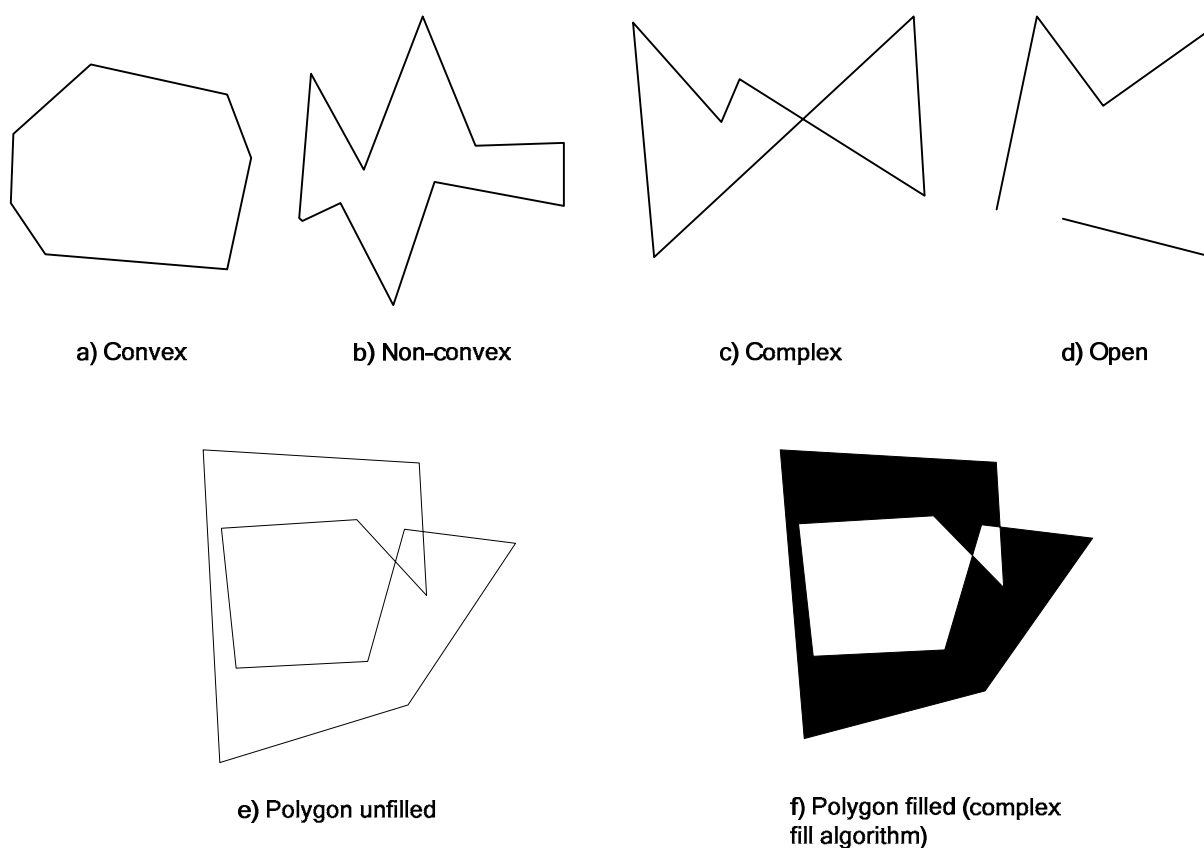 a) Convex
b) Non-convex
c) Complex
d) Open
e) Polygon unfilled
f) Polygon filled (complex
fill algorithm)